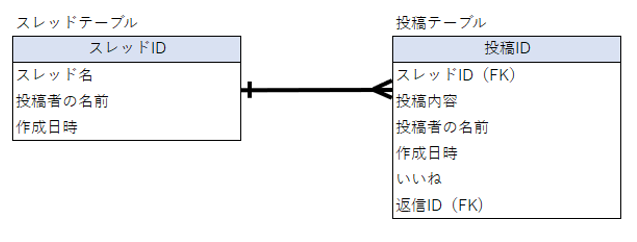 スレッドテーブル
スレッドID
スレッド名
投稿者の名前
作成日時
投稿テーブル
投稿ID
スレッドID（FK）
投稿内容
投稿者の名前
作成日時
いいね
返信ID（FK）